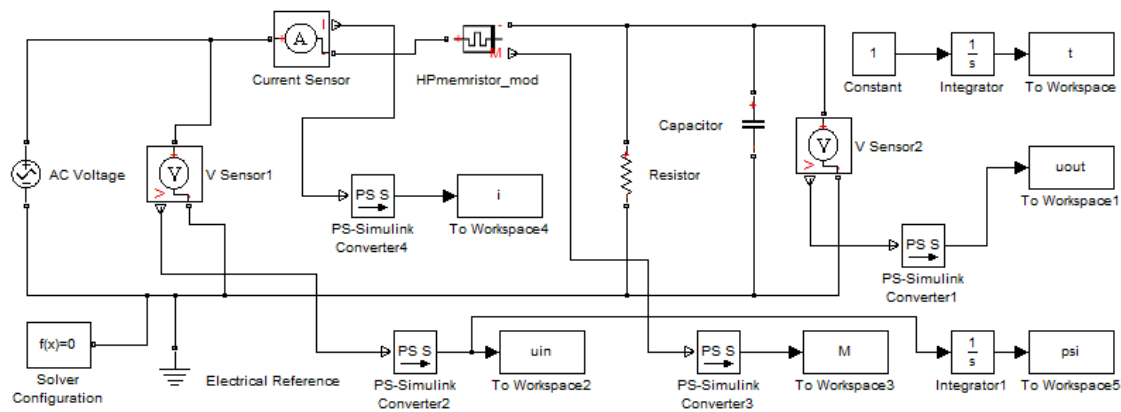 I
A
+
-
Current Sensor
+
-
M
HPmemristor_mod
1
Constant
1
s
Integrator
t
To Workspace
AC Voltage
+
V
V
-
V Sensor1
PS S
PS-Simulink
Converter4
i
To Workspace4
+
Resistor
+
Capacitor
+
V
V
-
V Sensor2
uout
To Workspace1
PS S
PS-Simulink
Converter1
f(x)=0
Solver
Configuration
Electrical Reference
PS S
PS-Simulink
Converter2
uin
To Workspace2
PS S
PS-Simulink
Converter3
M
To Workspace3
1
s
Integrator1
psi
To Workspace5